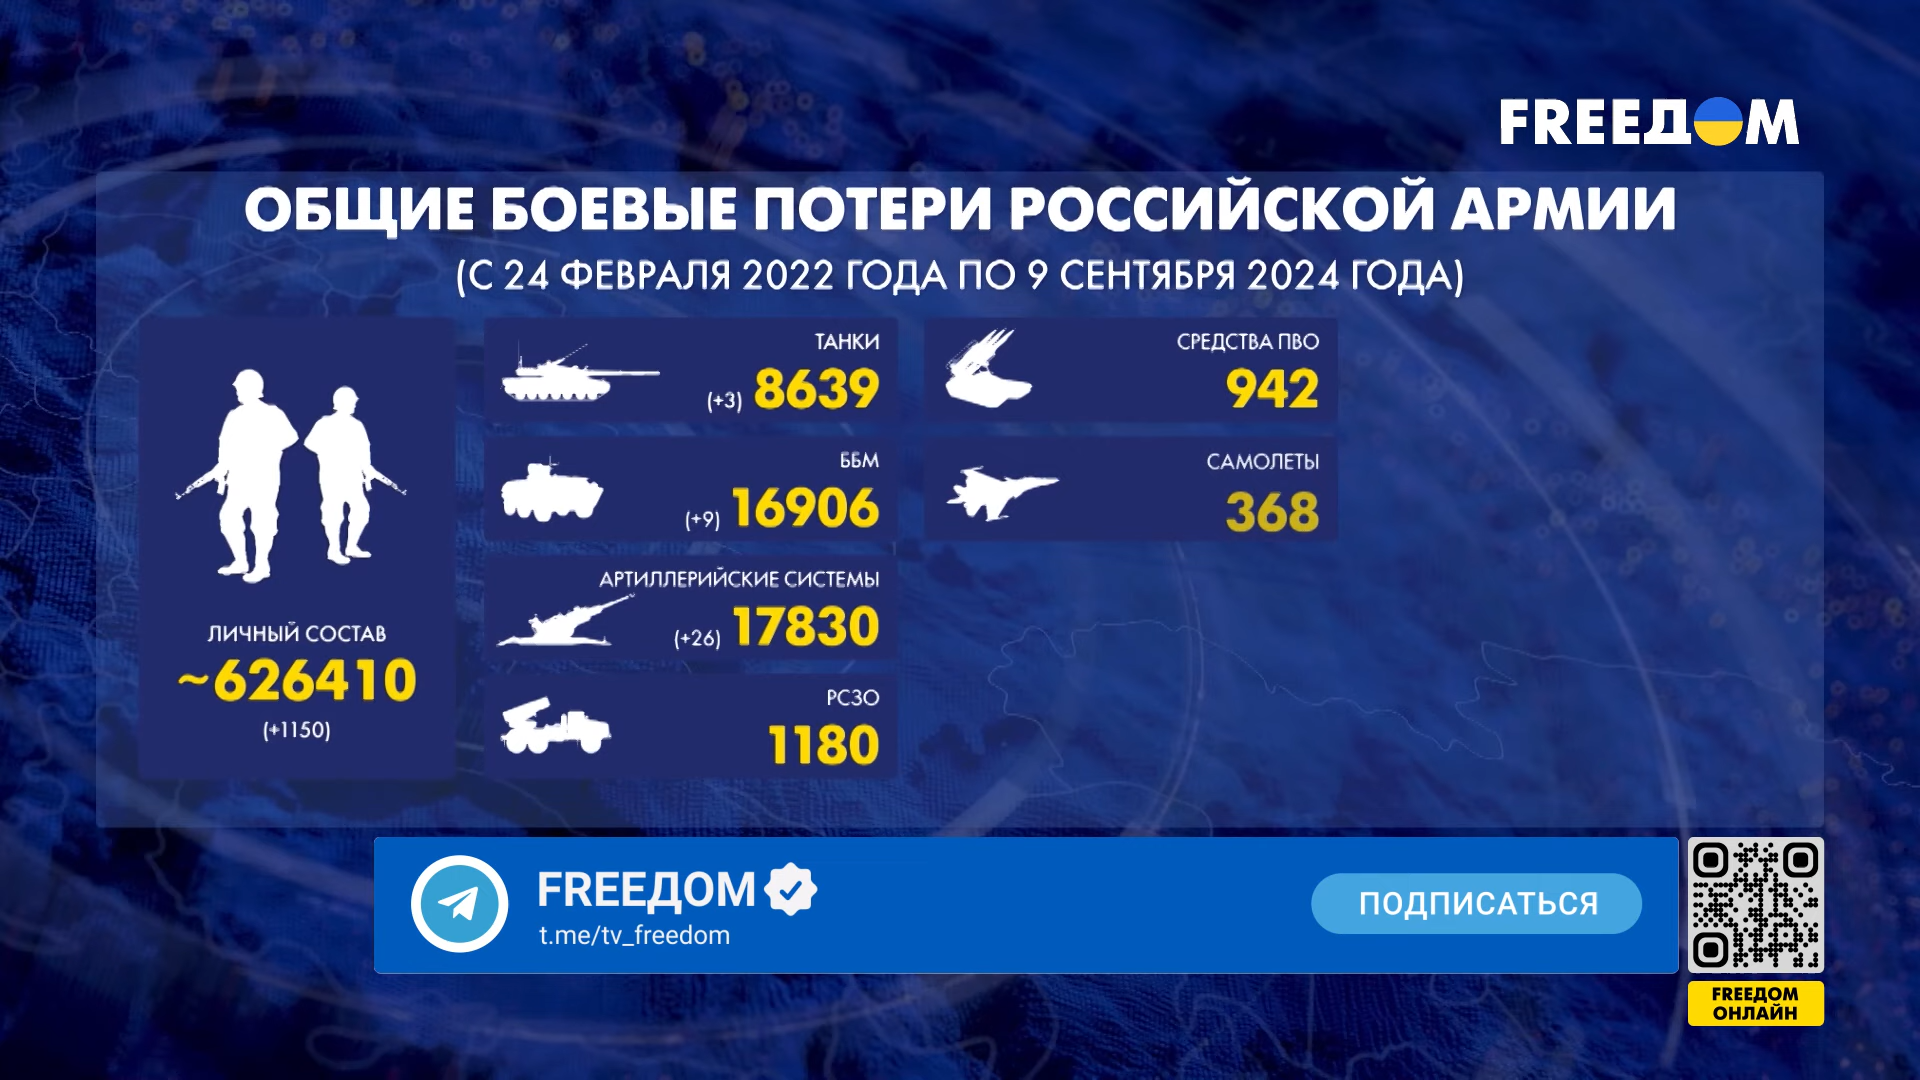 FREEДOM
ОБЩИЕ БОЕВЫЕ ПОТЕРИ РОССИЙСКОЙ АРМИИ
(С 24 ФЕВРАЛЯ 2022 ГОДА ПО 9 СЕНТЯБРЯ 2024 ГОДА)
ЛИЧНЫЙ СОСТАВ
~626410
(+1150)
ТАНКИ
(+3) 8639
ББМ
(+9) 16906
АРТИЛЛЕРИЙСКИЕ СИСТЕМЫ
(+26) 17830
РСЗО
1180
СРЕДСТВА ПВО
942
САМОЛЕТЫ
368
FREEДOM
t.me/tv_freedom
ПОДПИСАТЬСЯ
FREEДОМ
ОНЛАЙН